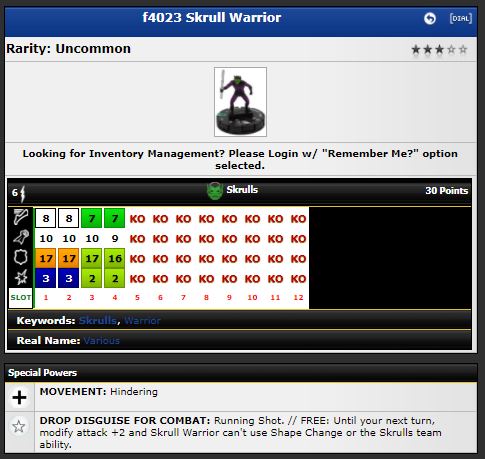 f4023 Skrull Warrior [DIAL]
Rarity: Uncommon
Looking for Inventory Management? Please Login w/ "Remember Me?" option
selected.
6 Skrulls 30 Points
8 8 7 7 KO KO KO KO KO KO KO KO
10 10 10 9 KO KO KO KO KO KO KO KO
17 17 17 16 KO KO KO KO KO KO KO KO
3 3 2 2 KO KO KO KO KO KO KO KO
SLOT 1 2 3 4 5 6 7 8 9 10 11 12
Keywords: Skrulls, Warrior
Real Name: Various
Special Powers
MOVEMENT: Hindering
DROP DISGUISE FOR COMBAT: Running Shot. // FREE: Until your next turn,
modify attack +2 and Skrull Warrior can't use Shape Change or the Skrulls team
ability.